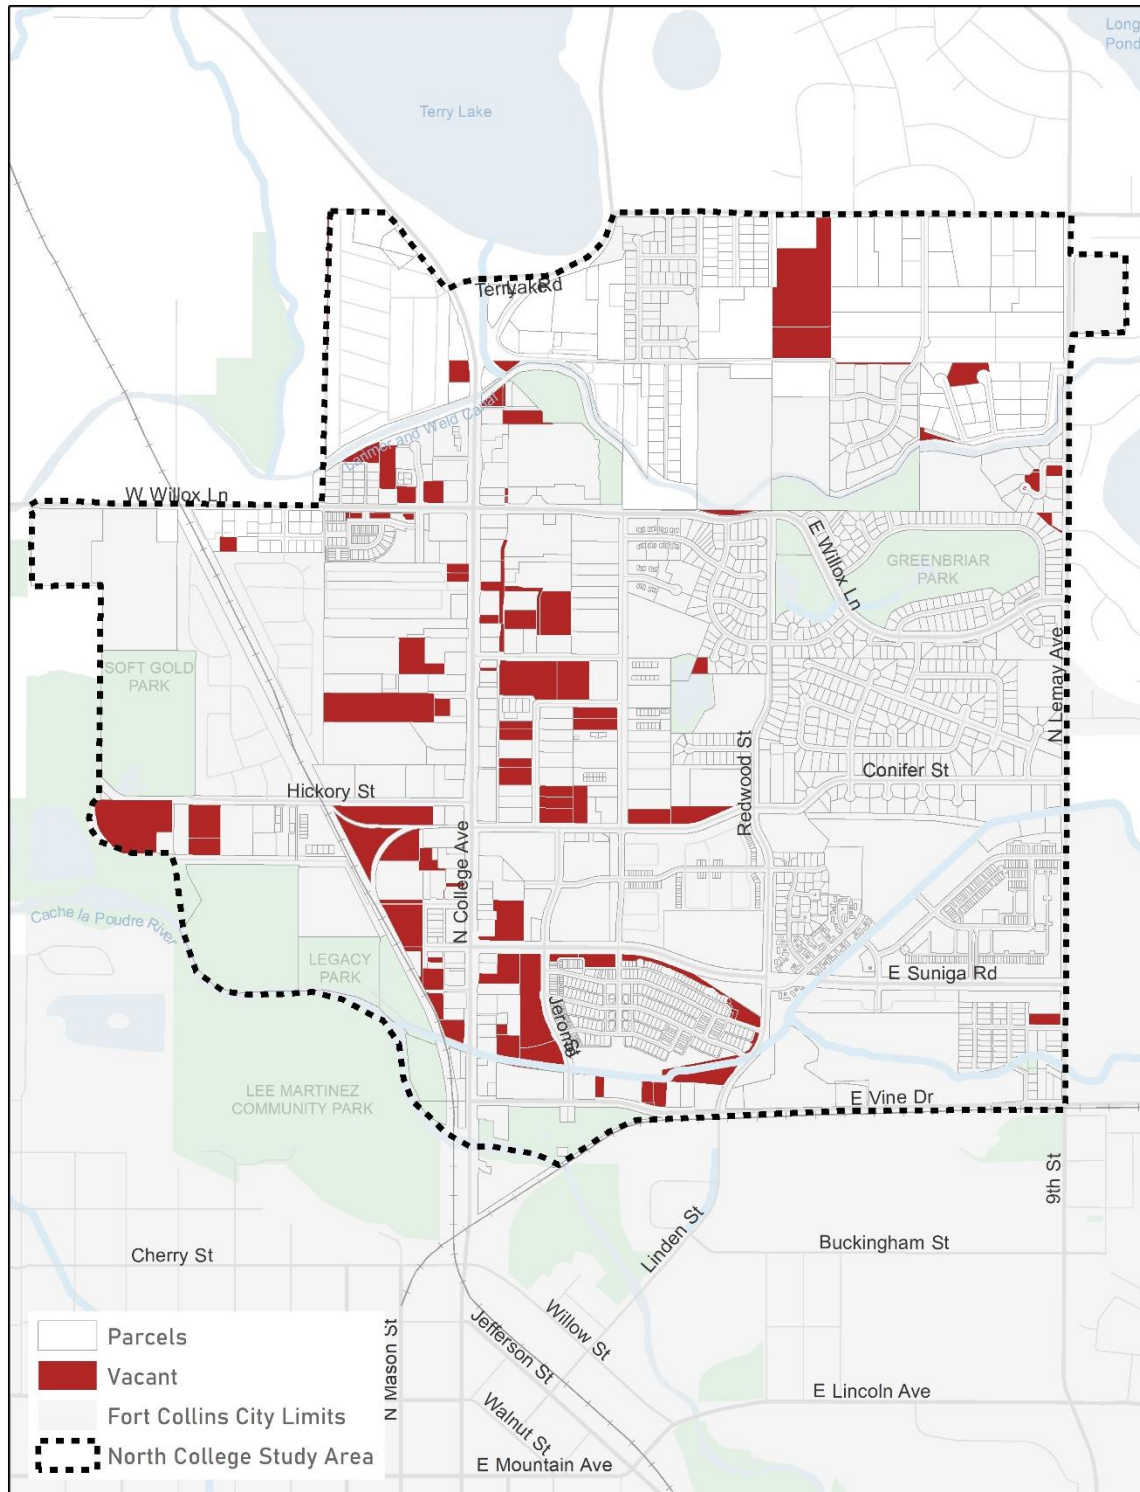 Long
Pond
Terry Lake
Terry Lake Rd
Larimer and Weld Canal
W Willox Ln
E Willox Ln
GREENBRIAR
PARK
SOFT GOLD
PARK
N Lemay Ave
Redwood St
Conifer St
Hickory St
N College Ave
Cache la Poudre River
LEGACY
PARK
E Suniga Rd
Jerome St
LEE MARTINEZ
COMMUNITY PARK
E Vine Dr
9th St
Linden St
Buckingham St
Cherry St
Willow St
Jefferson St
N Mason St
Walnut St
E Lincoln Ave
E Mountain Ave
Parcels
Vacant
Fort Collins City Limits
North College Study Area